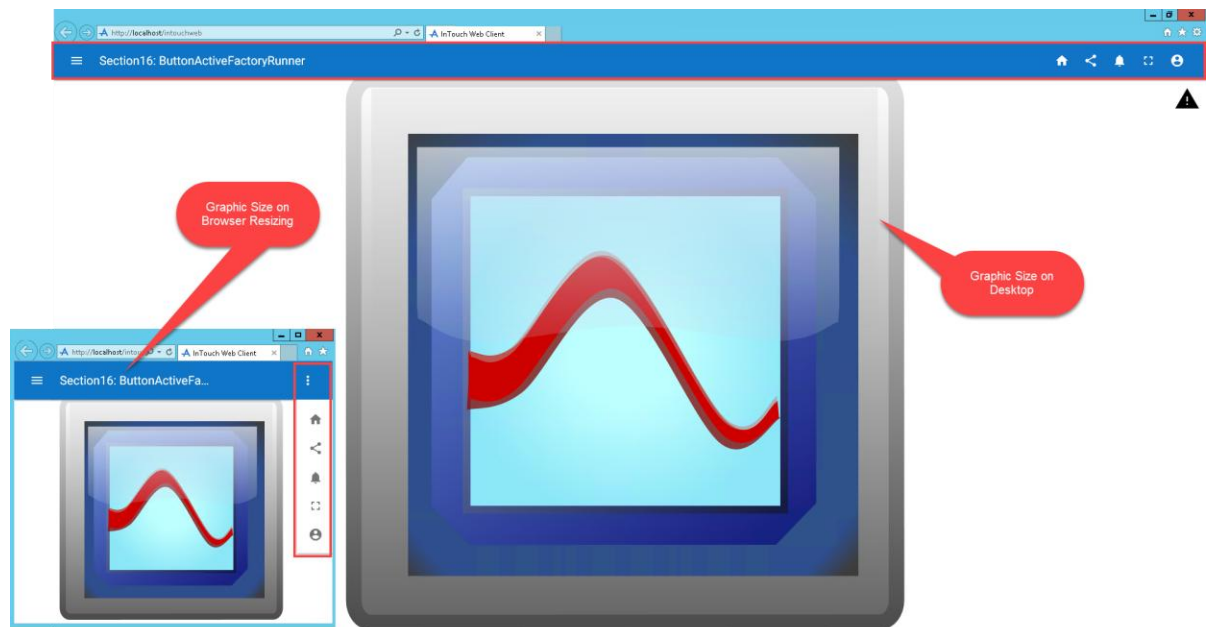 http://localhost/intouchweb
InTouch Web Client
Section16: ButtonActiveFactoryRunner
Graphic Size on
Browser Resizing
Graphic Size on
Desktop
http://localhost/intou
InTouch Web Client
Section16: ButtonActiveFa...